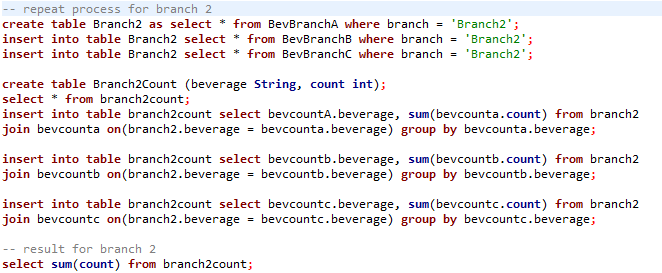 -- repeat process for branch 2
create table Branch2 as select * from BevBranchA where branch = 'Branch2';
insert into table Branch2 select * from BevBranchB where branch = 'Branch2';
insert into table Branch2 select * from BevBranchC where branch = 'Branch2';
create table Branch2Count (beverage String, count int);
select * from branch2count;
insert into table branch2count select bevcountA.beverage, sum(bevcounta.count) from branch2
join bevcounta on(branch2.beverage = bevcounta.beverage) group by bevcounta.beverage;
insert into table branch2count select bevcountb.beverage, sum(bevcountb.count) from branch2
join bevcountb on(branch2.beverage = bevcountb.beverage) group by bevcountb.beverage;
insert into table branch2count select bevcountc.beverage, sum(bevcountc.count) from branch2
join bevcountc on(branch2.beverage = bevcountc.beverage) group by bevcountc.beverage;
-- result for branch 2
select sum(count) from branch2count;